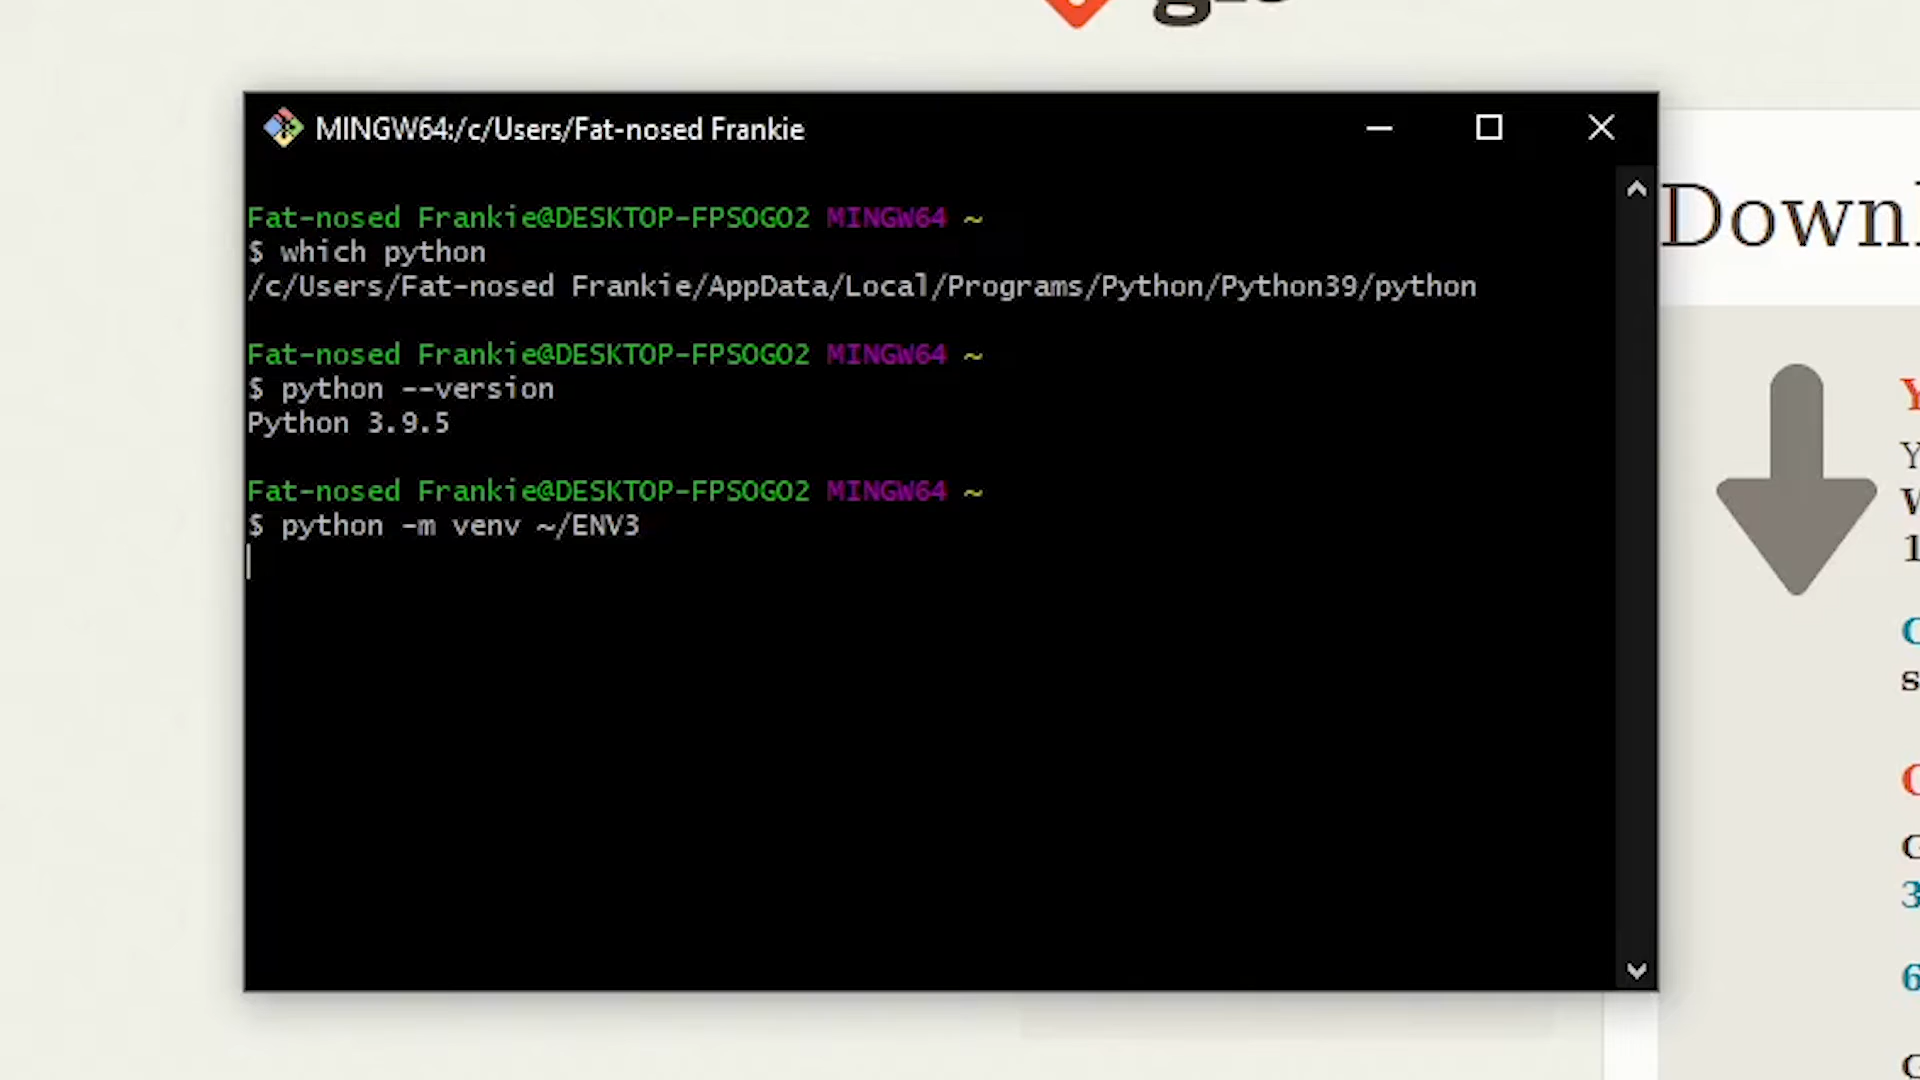 git
MINGW64:/c/Users/Fat-nosed Frankie
Fat-nosed Frankie@DESKTOP-FPSOGO2 MINGW64 ~
$ which python
/c/Users/Fat-nosed Frankie/AppData/Local/Programs/Python/Python39/python
Fat-nosed Frankie@DESKTOP-FPSOGO2 MINGW64 ~
$ python --version
Python 3.9.5
Fat-nosed Frankie@DESKTOP-FPSOGO2 MINGW64 ~
$ python -m venv ~/ENV3
Down